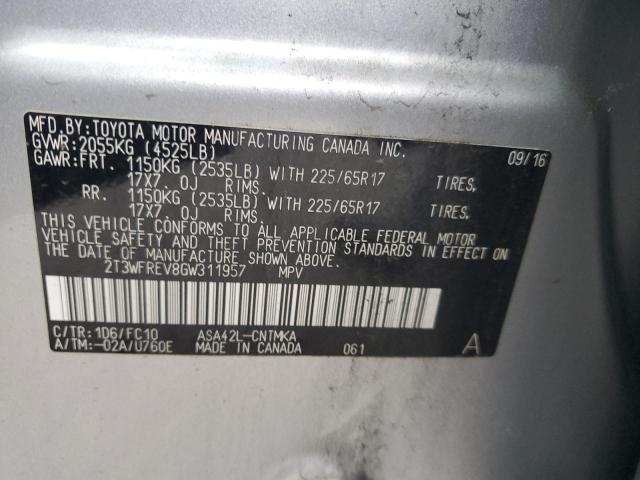 MFD.BY:TOYOTA MOTOR MANUFACTURING CANADA INC.
GVWR:2055KG (4525LB) 09/16
GAWR:FRT. 1150KG (2535LB) WITH 225/65R17 TIRES,
17X7. OJ RIMS.
RR. 1150KG (2535LB) WITH 225/65R17 TIRES,
17X7. OJ RIMS.
THIS VEHICLE CONFORMS TO ALL APPLICABLE FEDERAL MOTOR
VEHICLE SAFETY AND THEFT PREVENTION STANDARDS IN EFFECT
ON THE DATE OF MANUFACTURE SHOWN ABOVE.
2T3WFREV8GW311957 MPV
C/TR:1D6/FC10 ASA42L-CNTMKA
A/TM:-02A/U760E MADE IN CANADA 061 A